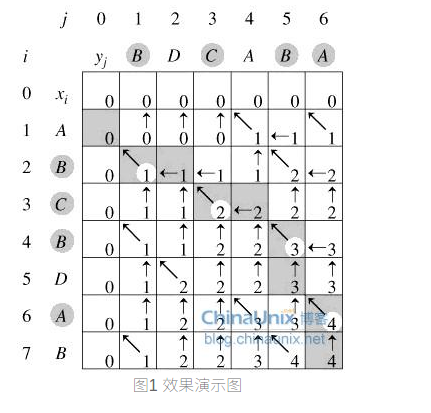 j 0 1 2 3 4 5 6
i yj B D C A B A
0 xi 0 0 0 0 0 0 0
1 A 0 0 0 0 1 1 1
2 B 0 1 1 1 1 2 2
3 C 0 1 1 2 2 2 2
4 B 0 1 1 2 2 3 3
5 D 0 1 2 2 2 3 3
6 A 0 1 2 2 3 3 4
ChinaUnix 博客
blog.chinaunix.net
7 B 0 1 2 2 3 4 4
图1 效果演示图